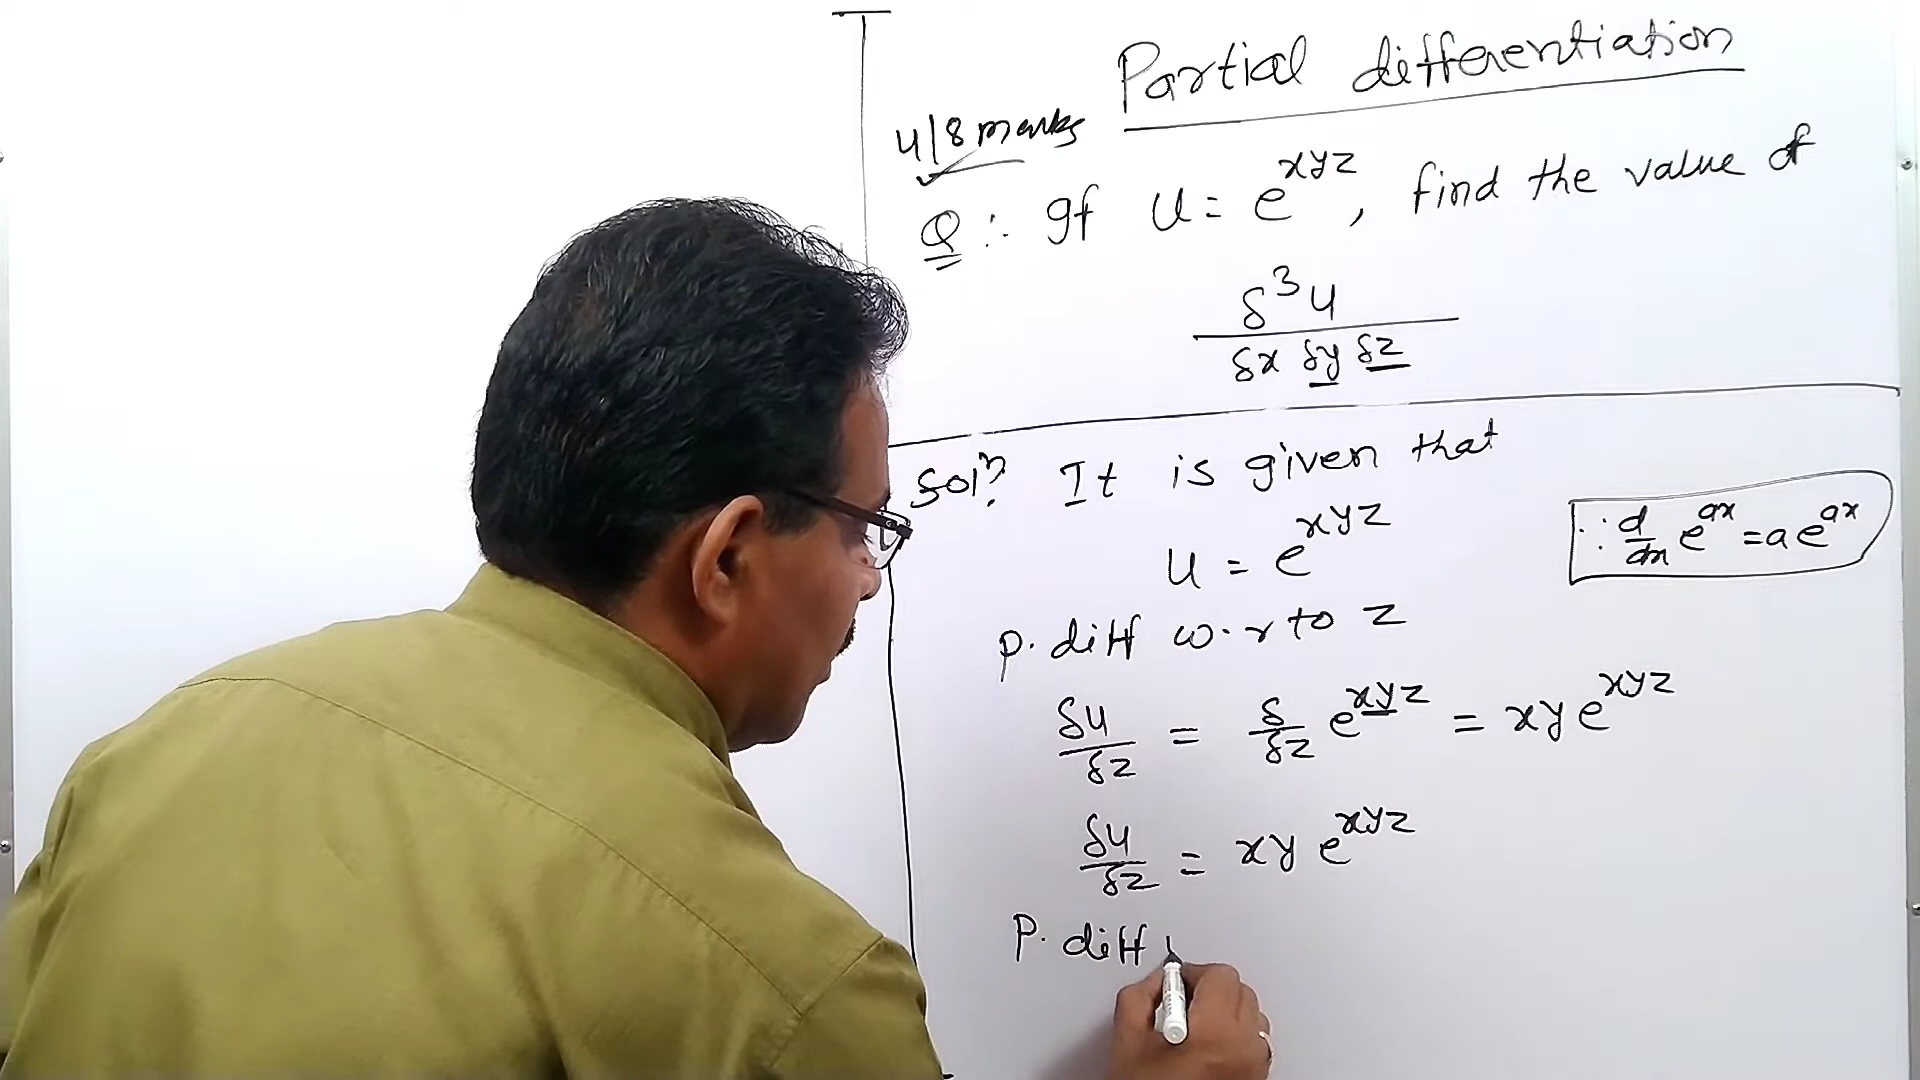 Partial differentiation
4/8 marks
Q ∴ If U = e^xyz, find the value of
δ³u
δx δy δz
Solⁿ. It is given that
u = e^xyz
∵ d/dx e^ax = a e^ax
P. diff w.r to z
δu/δz = δ/δz e^xyz = xy e^xyz
δu/δz = xy e^xyz
P. diff